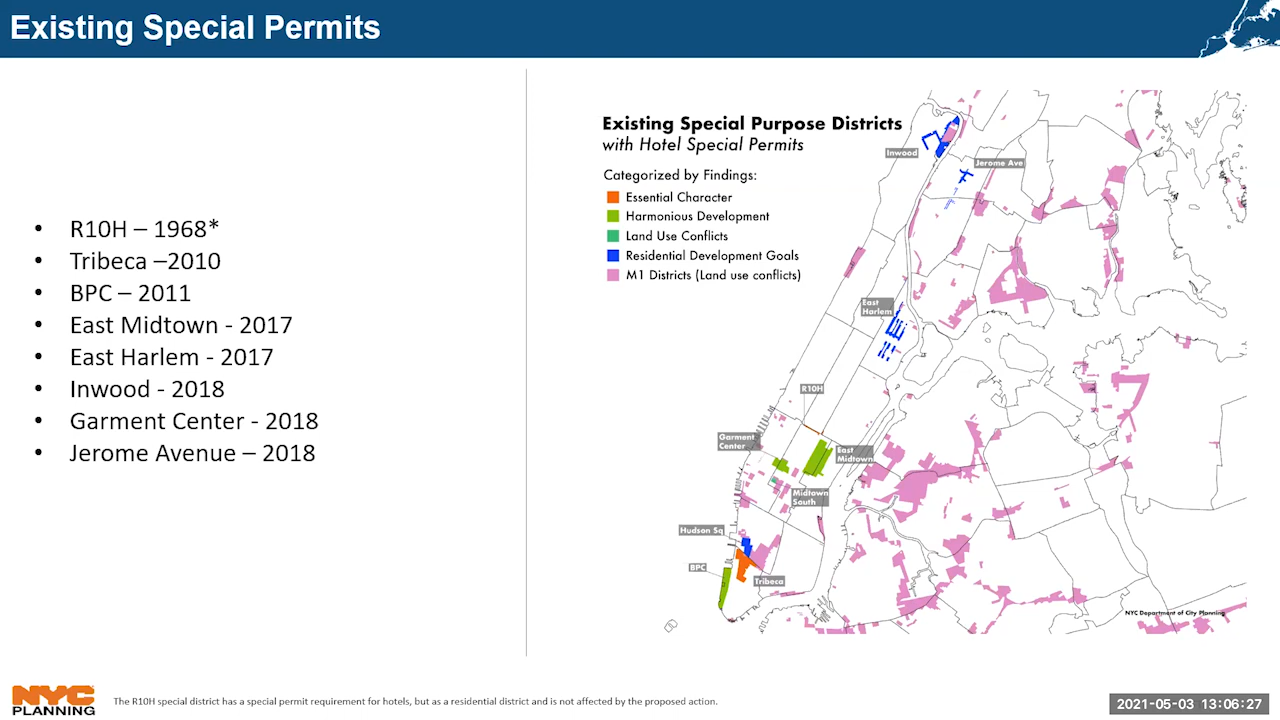 Existing Special Permits
• R10H – 1968*
• Tribeca –2010
• BPC – 2011
• East Midtown - 2017
• East Harlem - 2017
• Inwood - 2018
• Garment Center - 2018
• Jerome Avenue – 2018
Existing Special Purpose Districts
with Hotel Special Permits
Categorized by Findings:
Essential Character
Harmonious Development
Land Use Conflicts
Residential Development Goals
M1 Districts (Land use conflicts)
Inwood
Jerome Ave
East
Harlem
R10H
Garment
Center
East
Midtown
Midtown
South
Hudson Sq
BPC
Tribeca
NYC Department of City Planning
NYC
PLANNING
The R10H special district has a special permit requirement for hotels, but as a residential district and is not affected by the proposed action.
2021-05-03 13:06:27